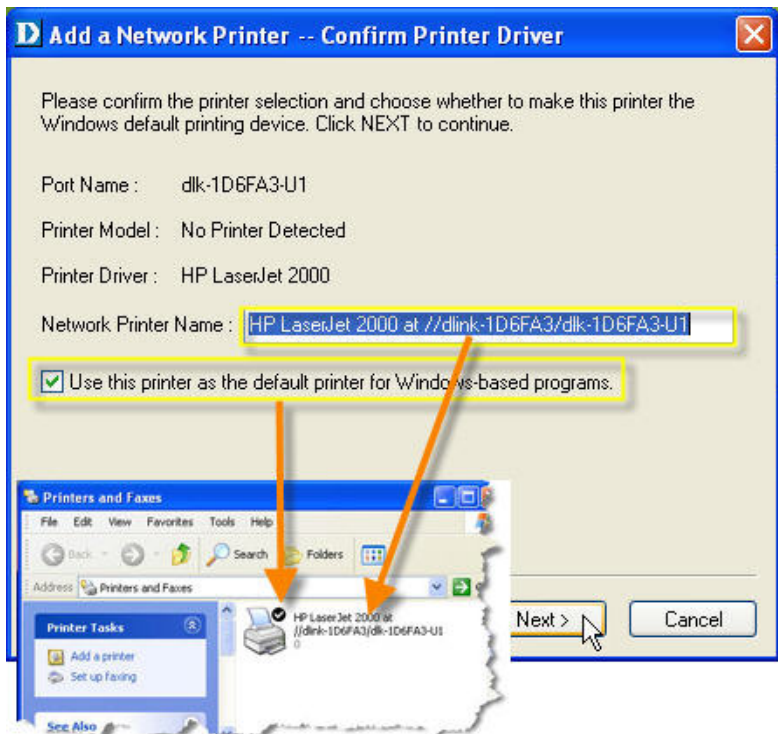 D Add a Network Printer -- Confirm Printer Driver
Please confirm the printer selection and choose whether to make this printer the
Windows default printing device. Click NEXT to continue.
Port Name : dlk-1D6FA3-U1
Printer Model : No Printer Detected
Printer Driver : HP LaserJet 2000
Network Printer Name : HP LaserJet 2000 at //dlink-1D6FA3/dlk-1D6FA3-U1
Use this printer as the default printer for Windows-based programs.
Printers and Faxes
File Edit View Favorites Tools Help
Back Search Folders
Address Printers and Faxes
Printer Tasks
Add a printer
Set up faxing
See Also
HP LaserJet 2000 at
//dlink-1D6FA3/dlk-1D6FA3-U1
0
Next >
Cancel